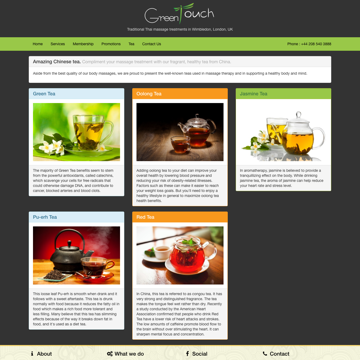 Green Touch
Traditional Thai massage treatments in Wimbledon, London, UK
Home Services Membership Promotions Tea Contact Us
Phone : +44 208 540 8868
Amazing Chinese tea. Compliment your massage treatment with our fragrant, healthy tea from China.
Aside from the best quality of our body massages, we are proud to present the well-known teas used in massage therapy and in supporting a healthy body and mind.
Green Tea
The majority of Green Tea benefits seem to stem
from the powerful antioxidants, called catechins,
which scavenge your cells for free radicals that
could otherwise damage DNA, and contribute to
cancer, blocked arteries and blood clots.
Oolong Tea
Adding oolong tea to your diet can improve your
overall health by lowering blood pressure and
reducing your risk of obesity-related illnesses.
Factors such as these can make it easier to reach
your weight loss goals. But you'll need to enjoy a
healthy lifestyle in general to maximize oolong tea
health benefits.
Jasmine Tea
In aromatherapy, jasmine is believed to provide a
tranquilizing effect on the body. While drinking
jasmine tea, the aroma of jasmine can help reduce
your heart rate and stress level.
Pu-erh Tea
This loose leaf Pu-erh is smooth when drank and it
follows with a sweet aftertaste. This tea is drunk
normally with food because it reduces the fatty oil in
food which makes a rich food more tolerant and
less filling. Many believe that this tea has slimming
effects because of the way it breaks down fat in
food, and it's used as a diet tea.
Red Tea
In China, this tea is referred to as congou tea. It has
very strong and distinguished fragrance. The tea
makes the tongue feel wet rather than dry. Moreover,
a study conducted by the American Heart
Association confirmed that people who drink Red
Tea have a lower risk of heart attacks and strokes.
The low amounts of caffeine promote blood flow to
the brain without over stimulating the heart. It can
sharpen mental focus and concentration.
About What we do Social Contact